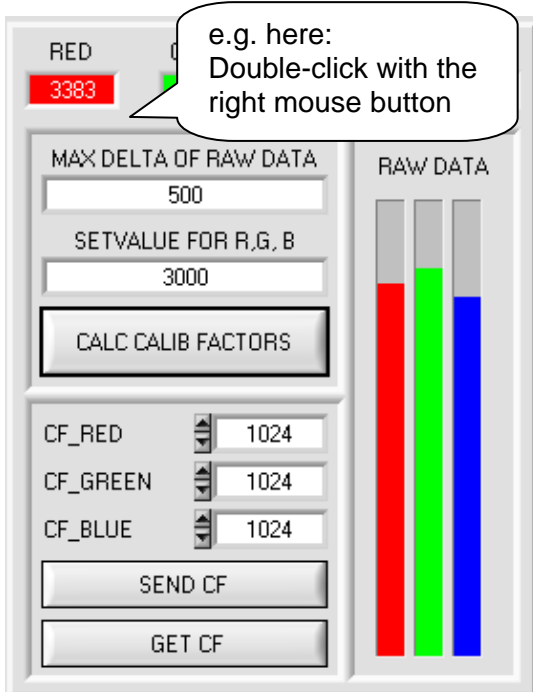 RED
e.g. here:
Double-click with the
right mouse button
3383
MAX DELTA OF RAW DATA
500
SETVALUE FOR R,G, B
3000
CALC CALIB FACTORS
RAW DATA
CF_RED 1024
CF_GREEN 1024
CF_BLUE 1024
SEND CF
GET CF